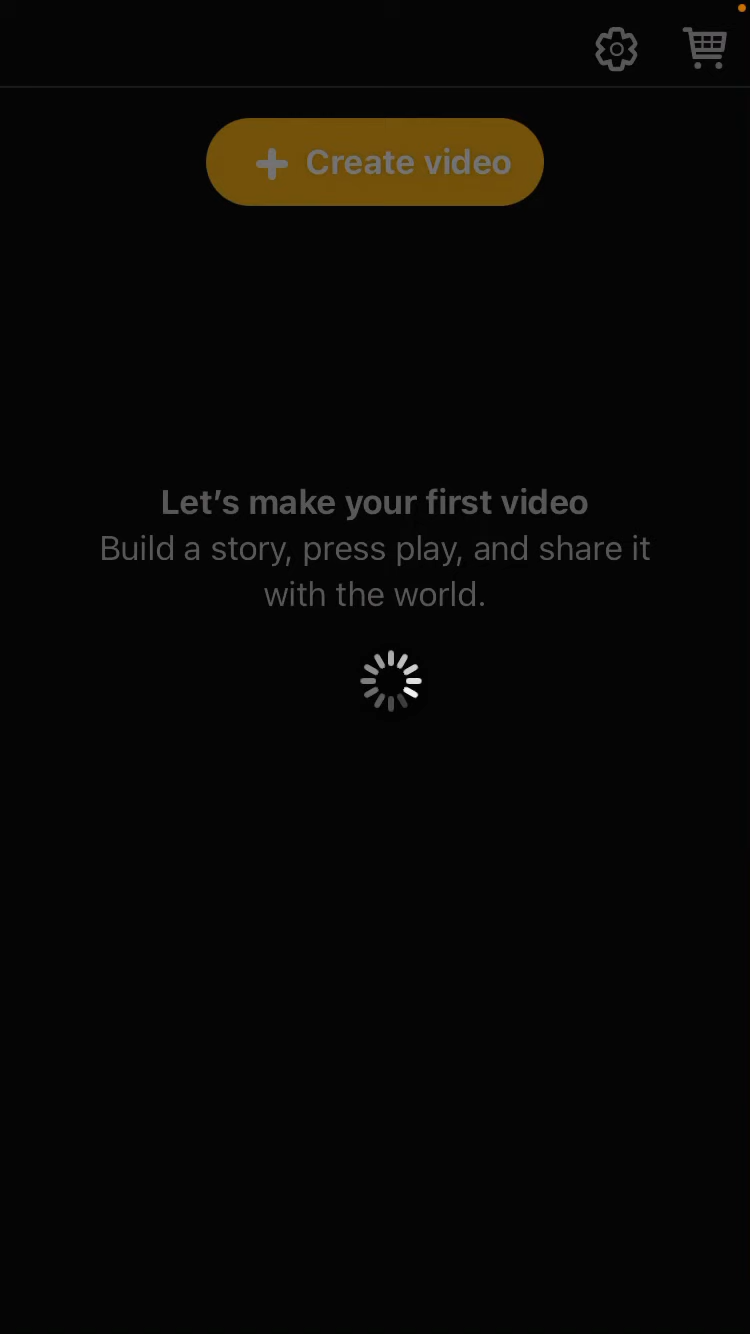 Create video
Let’s make your first video
Build a story, press play, and share it
with the world.